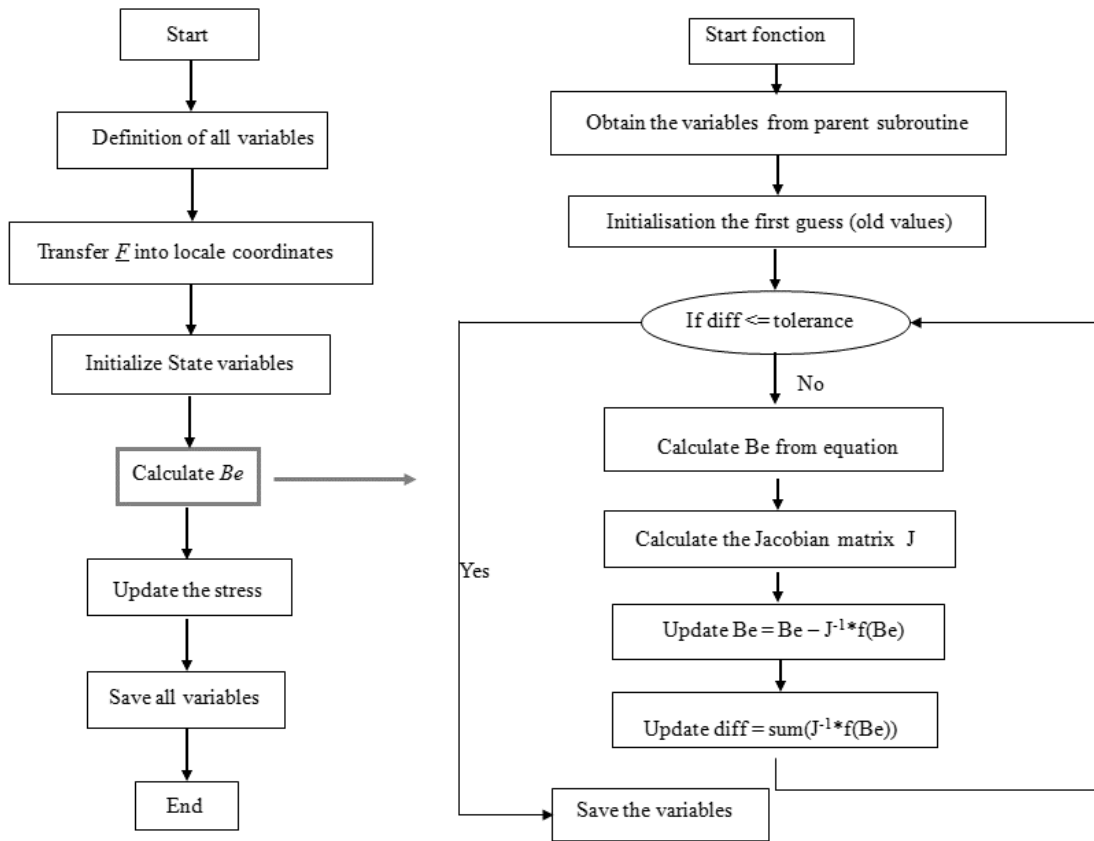 Start
Definition of all variables
Transfer F into locale coordinates
Initialize State variables
Calculate Be
Update the stress
Save all variables
End
Start fonction
Obtain the variables from parent subroutine
Initialisation the first guess (old values)
If diff <= tolerance
No
Calculate Be from equation
Calculate the Jacobian matrix J
Yes
Update Be = Be – J⁻¹*f(Be)
Update diff = sum(J⁻¹*f(Be))
Save the variables